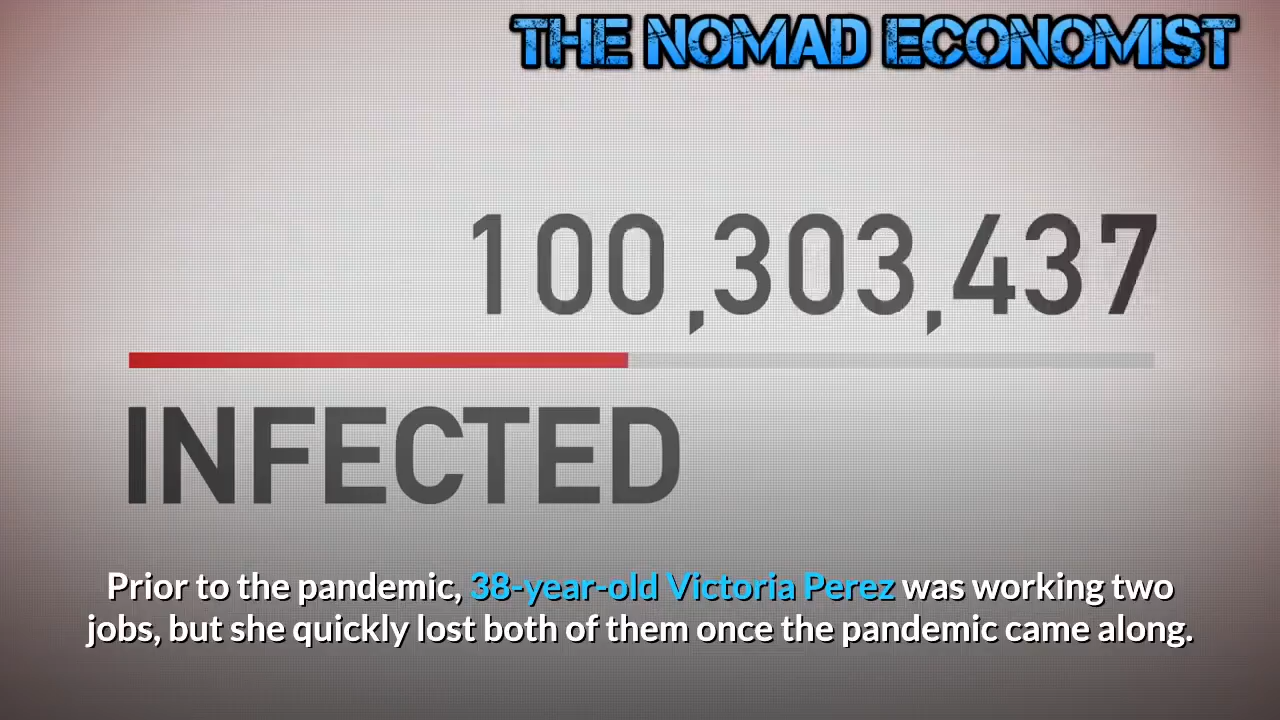 THE NOMAD ECONOMIST
100,303,437
INFECTED
Prior to the pandemic, 38-year-old Victoria Perez was working two
jobs, but she quickly lost both of them once the pandemic came along.